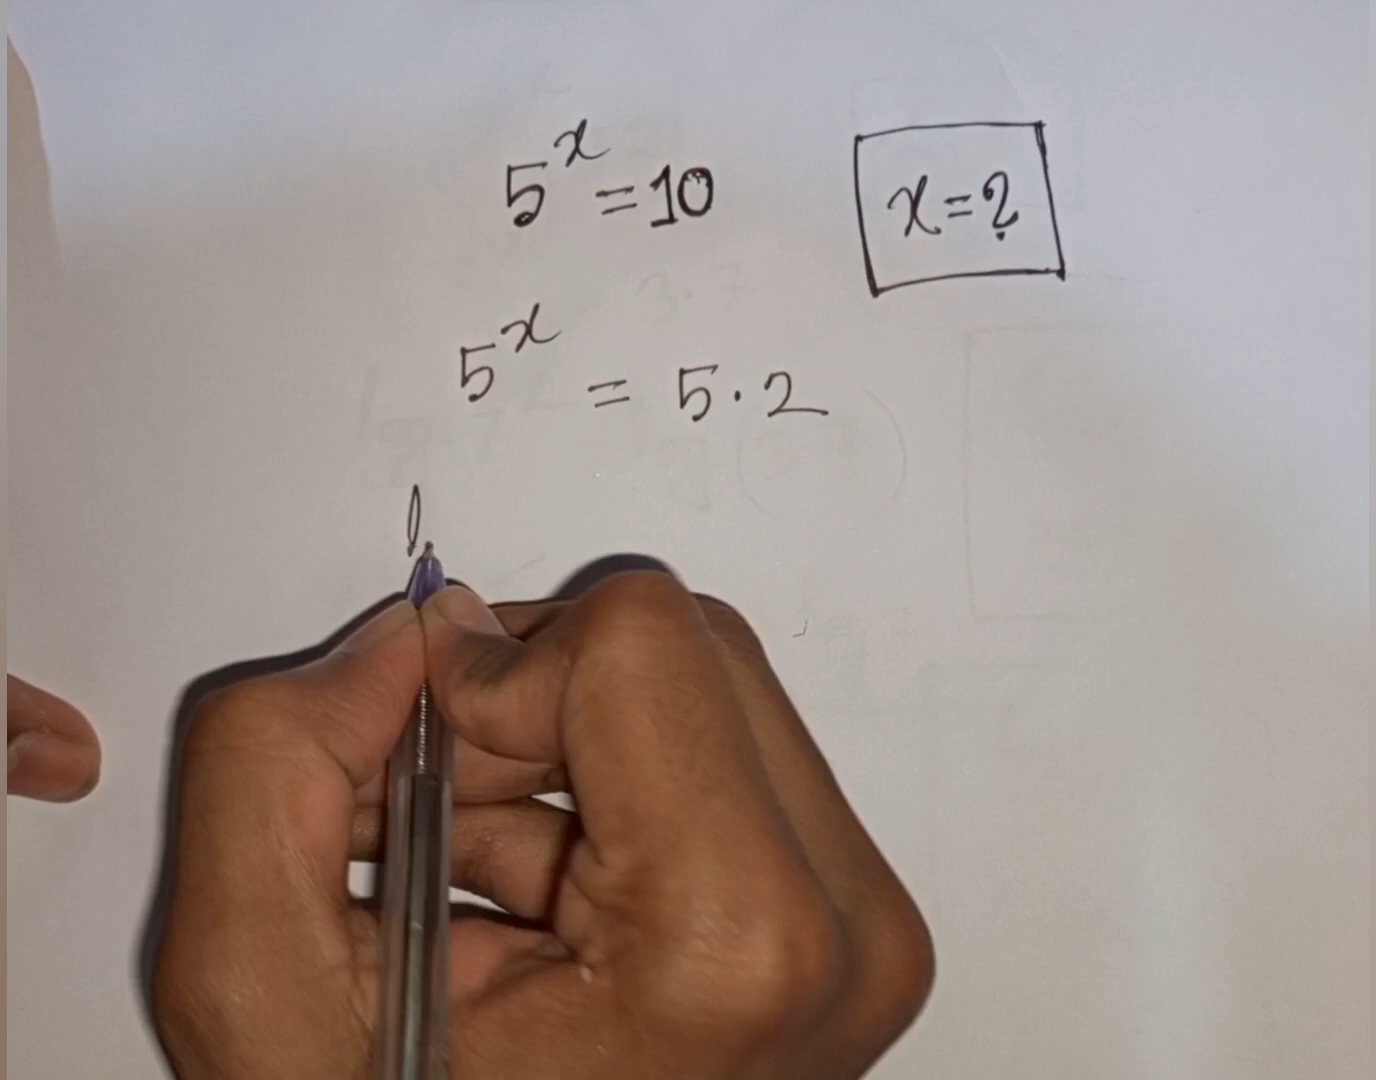 5^x = 10
x = ?
5^x = 5 · 2
l